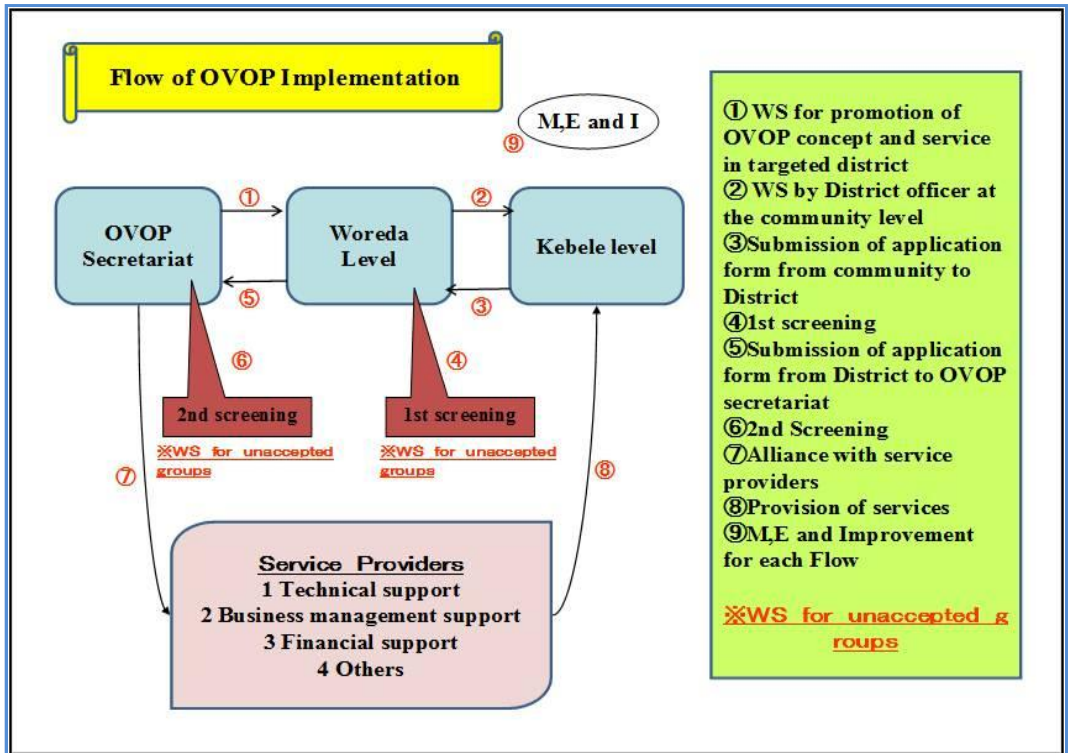 Flow of OVOP Implementation
M,E and I
⑨
①
②
OVOP
Secretariat
Woreda
Level
Kebele level
⑤
③
⑥
④
2nd screening
1st screening
※WS for unaccepted
groups
※WS for unaccepted
groups
⑦
⑧
Service Providers
1 Technical support
2 Business management support
3 Financial support
4 Others
① WS for promotion of
OVOP concept and service
in targeted district
② WS by District officer at
the community level
③Submission of application
form from community to
District
④1st screening
⑤Submission of application
form from District to OVOP
secretariat
⑥2nd Screening
⑦Alliance with service
providers
⑧Provision of services
⑨M,E and Improvement
for each Flow
※WS for unaccepted g
roups